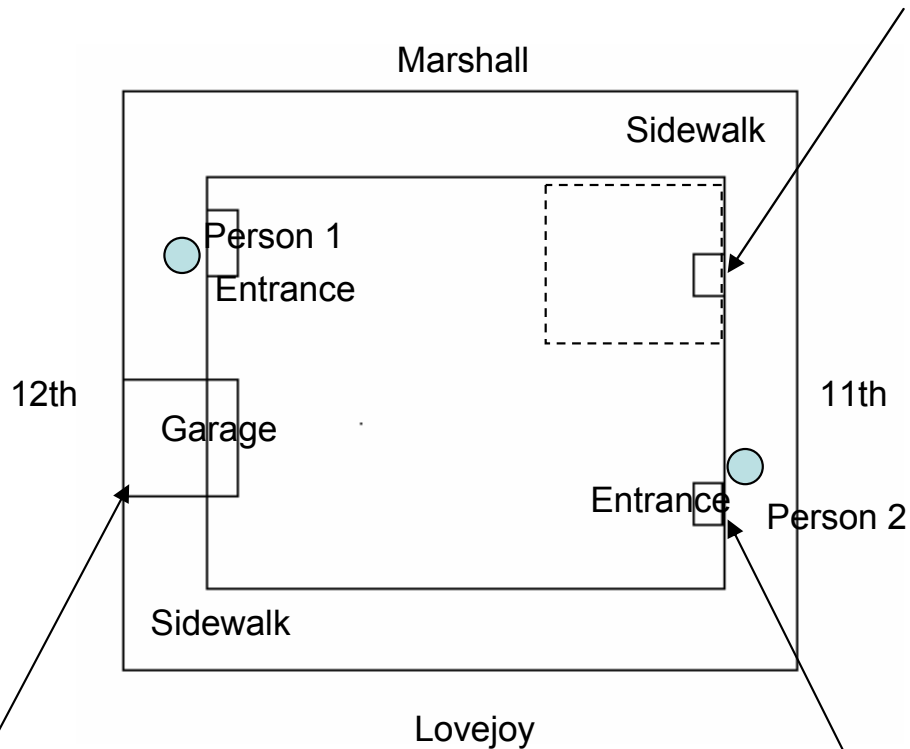 Marshall
Sidewalk
Person 1
Entrance
12th
11th
Garage
Entrance
Person 2
Sidewalk
Lovejoy